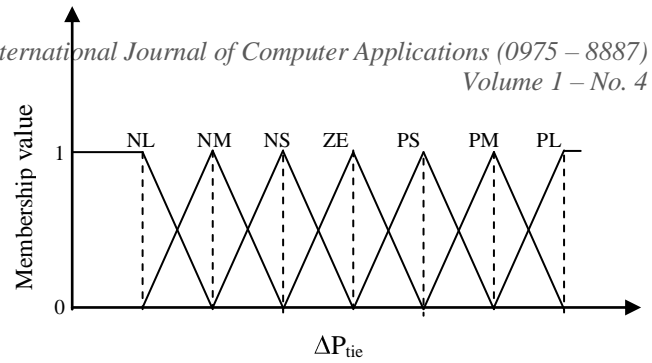 nternational Journal of Computer Applications (0975 – 8887)
Volume 1 – No. 4
NL NM NS ZE PS PM PL
1
Membership value
0
ΔPtie